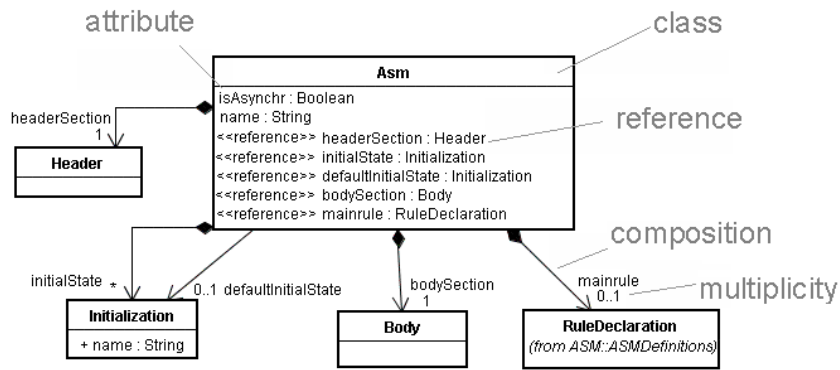 attribute
class
Asm
isAsynchr : Boolean
name : String
<<reference>> headerSection : Header
<<reference>> initialState : Initialization
<<reference>> defaultInitialState : Initialization
<<reference>> bodySection : Body
<<reference>> mainrule : RuleDeclaration
headerSection
1
Header
reference
composition
multiplicity
initialState
*
0..1 defaultInitialState
bodySection
1
mainrule
0..1
Initialization
+ name : String
Body
RuleDeclaration
(from ASM::ASMDefinitions)